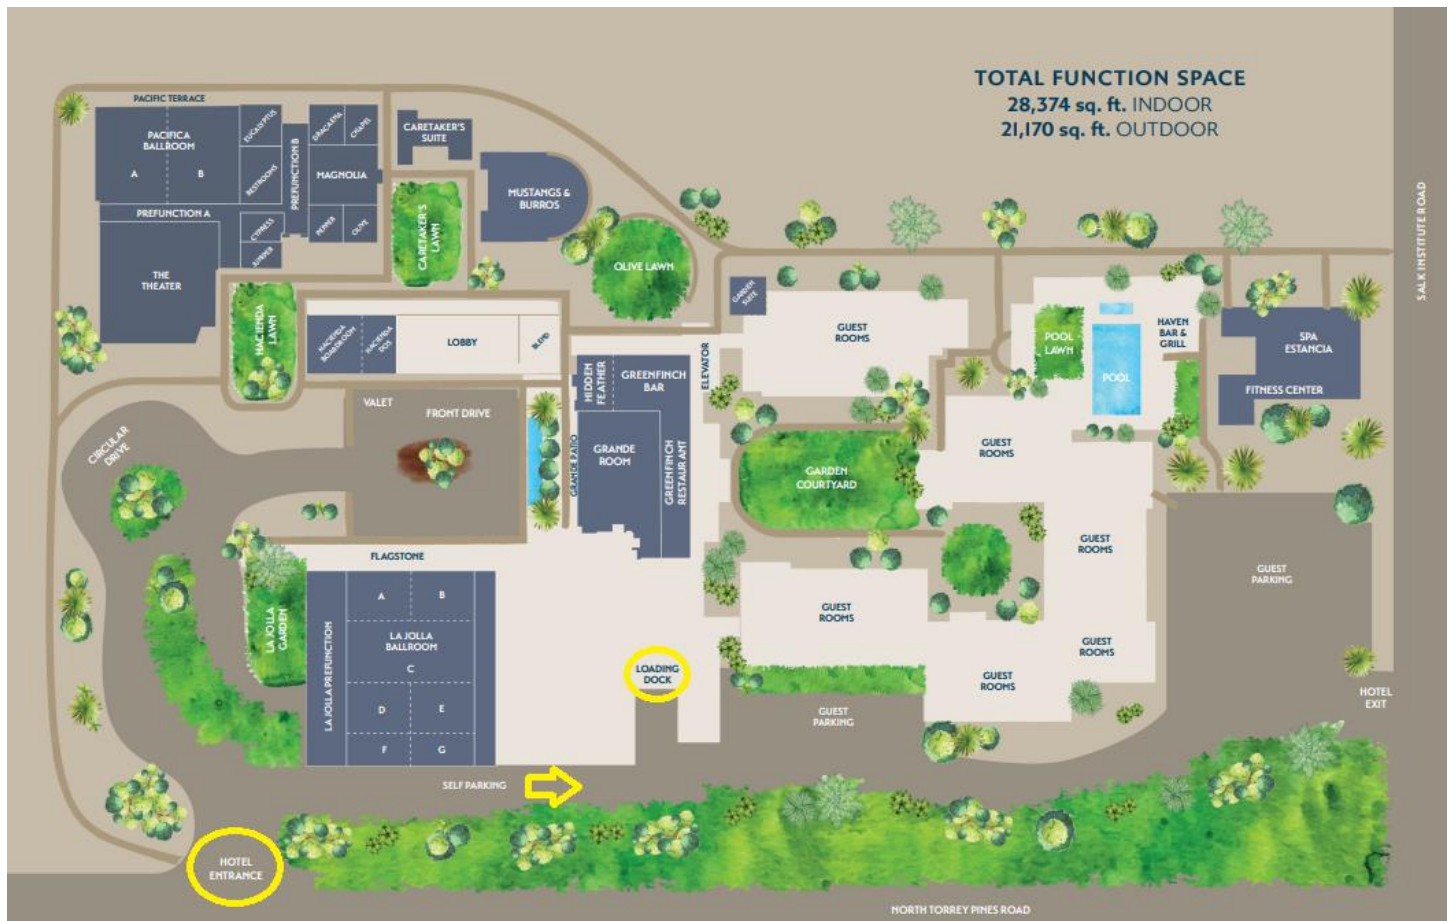 TOTAL FUNCTION SPACE
28,374 sq. ft. INDOOR
21,170 sq. ft. OUTDOOR
PACIFIC TERRACE
PACIFICA
BALLROOM
A
B
EUCALYPTUS
RESTROOMS
PREFUNCTION B
DRACAENA
CHAPEL
MAGNOLIA
PEPPER
OLIVE
PREFUNCTION A
CYPRESS
JUNIPER
THE
THEATER
CARETAKER'S
SUITE
CARETAKER'S
LAWN
MUSTANGS &
BURROS
OLIVE LAWN
HACIENDA
LAWN
HACIENDA
BOARDROOM
HACIENDA
DOS
LOBBY
BLEND
GARDEN
SUITE
GUEST
ROOMS
ELEVATOR
HIDDEN
FEATHER
GREENFINCH
BAR
GRANDE
ROOM
GREENFINCH
RESTAURANT
GRANDE PATIO
VALET
FRONT DRIVE
CIRCULAR
DRIVE
POOL
LAWN
POOL
HAVEN
BAR &
GRILL
SPA
ESTANCIA
FITNESS CENTER
SALK INSTITUTE ROAD
GARDEN
COURTYARD
GUEST
ROOMS
GUEST
ROOMS
GUEST
PARKING
FLAGSTONE
LA JOLLA
GARDEN
LA JOLLA PREFUNCTION
A
B
LA JOLLA
BALLROOM
C
D
E
F
G
GUEST
ROOMS
GUEST
ROOMS
GUEST
ROOMS
LOADING
DOCK
GUEST
PARKING
HOTEL
EXIT
SELF PARKING
HOTEL
ENTRANCE
NORTH TORREY PINES ROAD